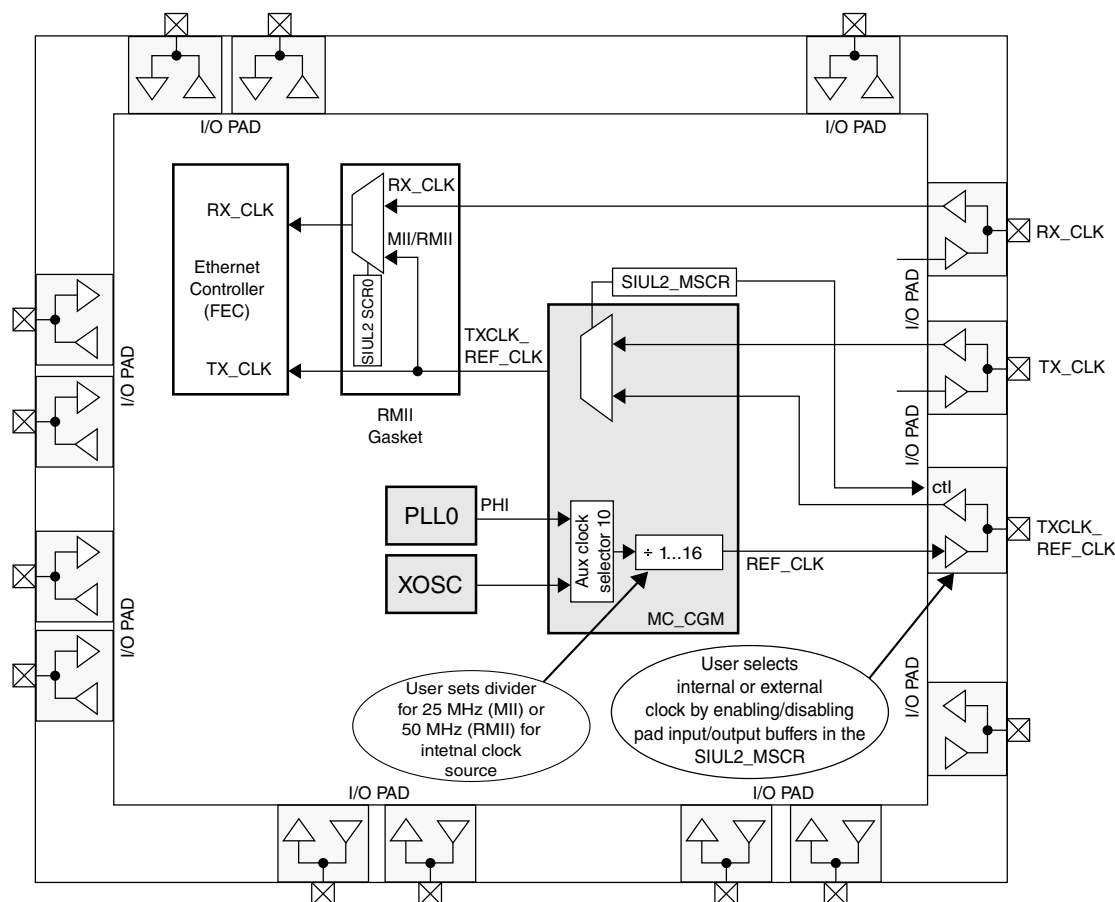 I/O PAD
I/O PAD
RX_CLK
RX_CLK
MII/RMII
Ethernet
Controller
(FEC)
TX_CLK
SIUL2 SCR0
RMII
Gasket
TXCLK_
REF_CLK
SIUL2_MSCR
RX_CLK
I/O PAD
TX_CLK
I/O PAD
ctl
TXCLK_
REF_CLK
I/O PAD
I/O PAD
PLL0
PHI
XOSC
Aux clock
selector 10
÷ 1...16
REF_CLK
MC_CGM
I/O PAD
User sets divider
for 25 MHz (MII) or
50 MHz (RMII) for
intetnal clock
source
User selects
internal or external
clock by enabling/disabling
pad input/output buffers in the
SIUL2_MSCR
I/O PAD
I/O PAD
I/O PAD